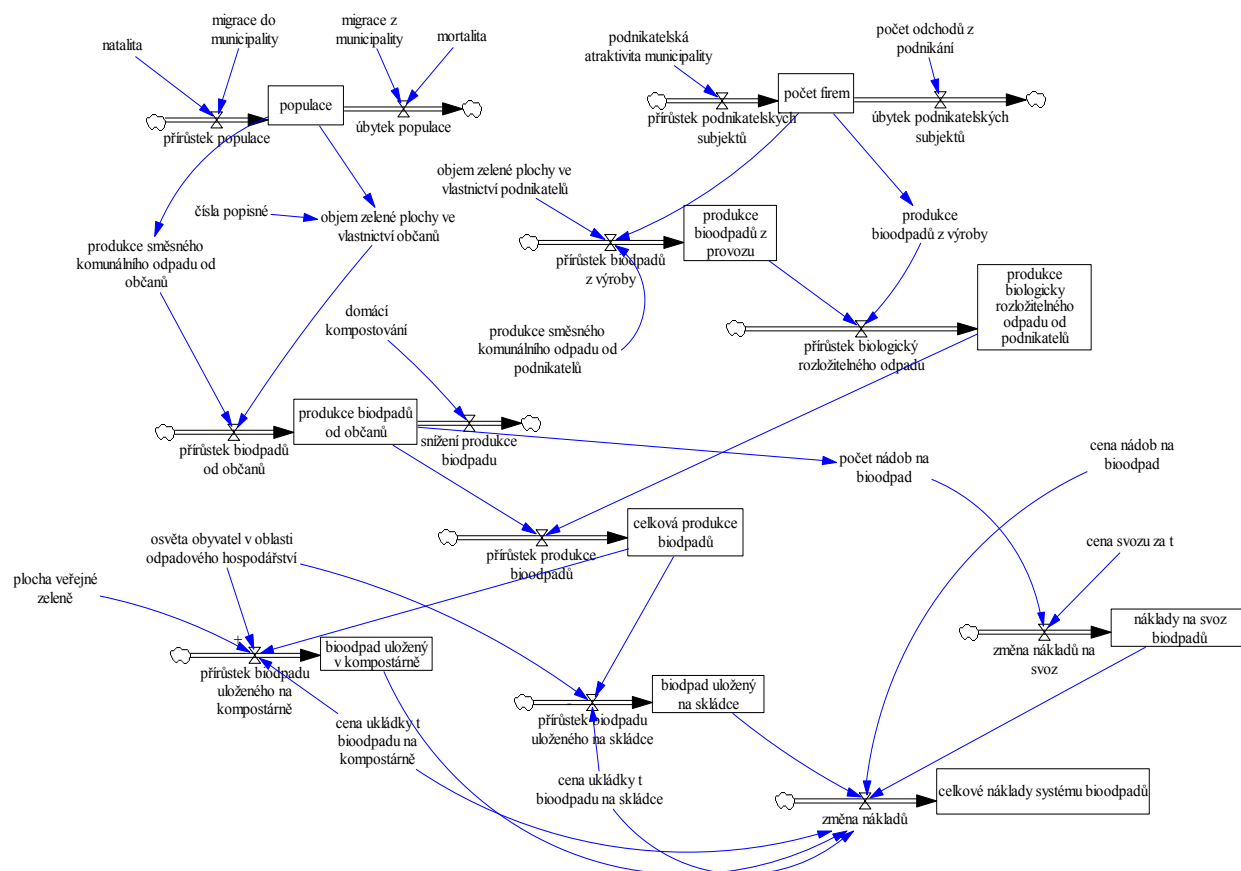 migrace do
municipality
natalita
migrace z
municipality
mortalita
populace
přírůstek populace
úbytek populace
podnikatelská
atraktivita municipality
počet odchodů z
podnikání
počet firem
přírůstek podnikatelských
subjektů
úbytek podnikatelských
subjektů
objem zelené plochy ve
vlastnictví podnikatelů
čísla popisné
objem zelené plochy ve
vlastnictví občanů
produkce
bioodpadů z
provozu
produkce
bioodpadů z výroby
produkce směsného
komunálního odpadu od
občanů
přírůstek biodpadů
z výroby
produkce
biologicky
rozložitelného
odpadu od
podnikatelů
domácí
kompostování
produkce směsného
komunálního odpadu od
podnikatelů
přírůstek biologický
rozložitelného odpadu
produkce biodpadů
od občanů
přírůstek biodpadů
od občanů
snížení produkce
biodpadu
počet nádob na
bioodpad
cena nádob na
bioodpad
osvěta obyvatel v oblasti
odpadového hospodářství
celková produkce
biodpadů
přírůstek produkce
bioodpadů
cena svozu za t
plocha veřejné
zeleně
+
bioodpad uložený
v kompostárně
přírůstek biodpadu
uloženého na
kompostárně
náklady na svoz
biodpadů
změna nákladů na
svoz
biodpad uložený
na skládce
přírůstek biodpadu
uloženého na skládce
cena ukládky t
bioodpadu na
kompostárně
cena ukládky t
bioodpadu na skládce
celkové náklady systému bioodpadů
změna nákladů